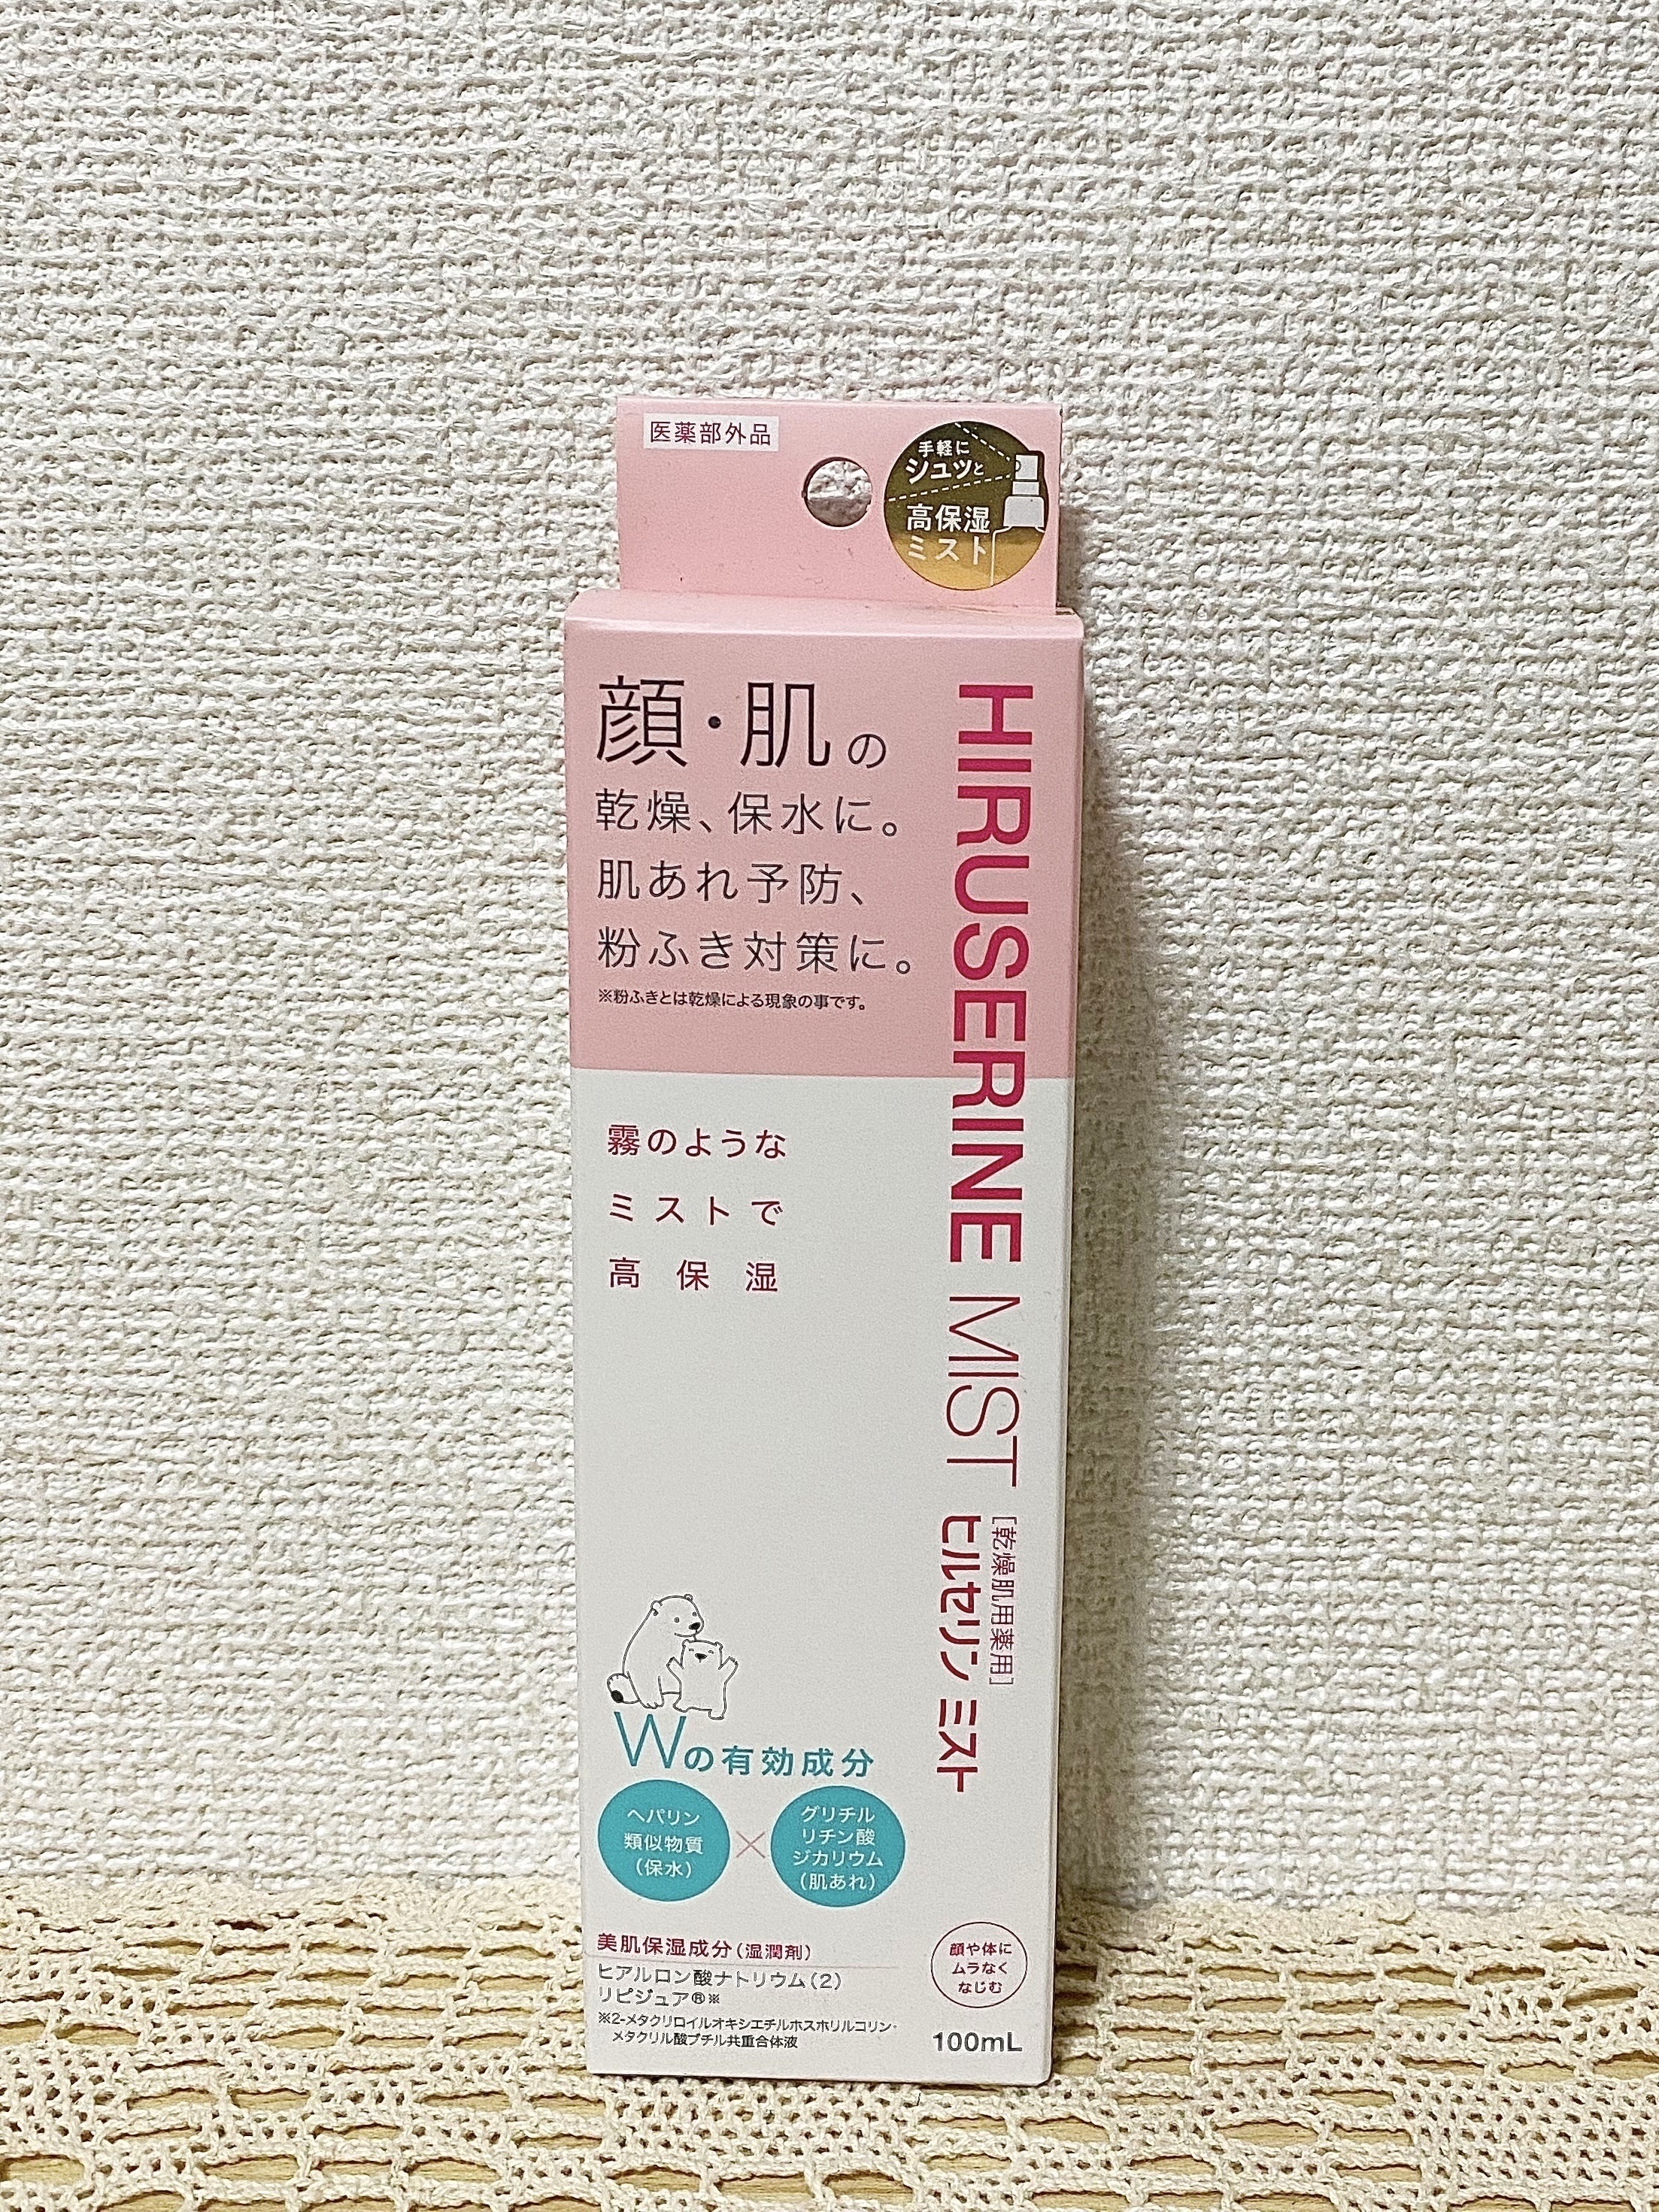 医薬部外品
手軽に
シュッと
高保湿
ミスト
顔・肌の
乾燥、保水に。
肌あれ予防、
粉ふき対策に。
※粉ふきとは乾燥による現象の事です。
HIRUSERINE MIST
[乾燥肌用薬用]
ヒルセリン ミスト
霧のような
ミストで
高保湿
Wの有効成分
ヘパリン
類似物質
(保水)
×
グリチル
リチン酸
ジカリウム
(肌あれ)
美肌保湿成分(湿潤剤)
ヒアルロン酸ナトリウム(2)
リピジュア®※
※2-メタクリロイルオキシエチルホスホリルコリン・
メタクリル酸ブチル共重合体液
顔や体に
ムラなく
なじむ
100mL